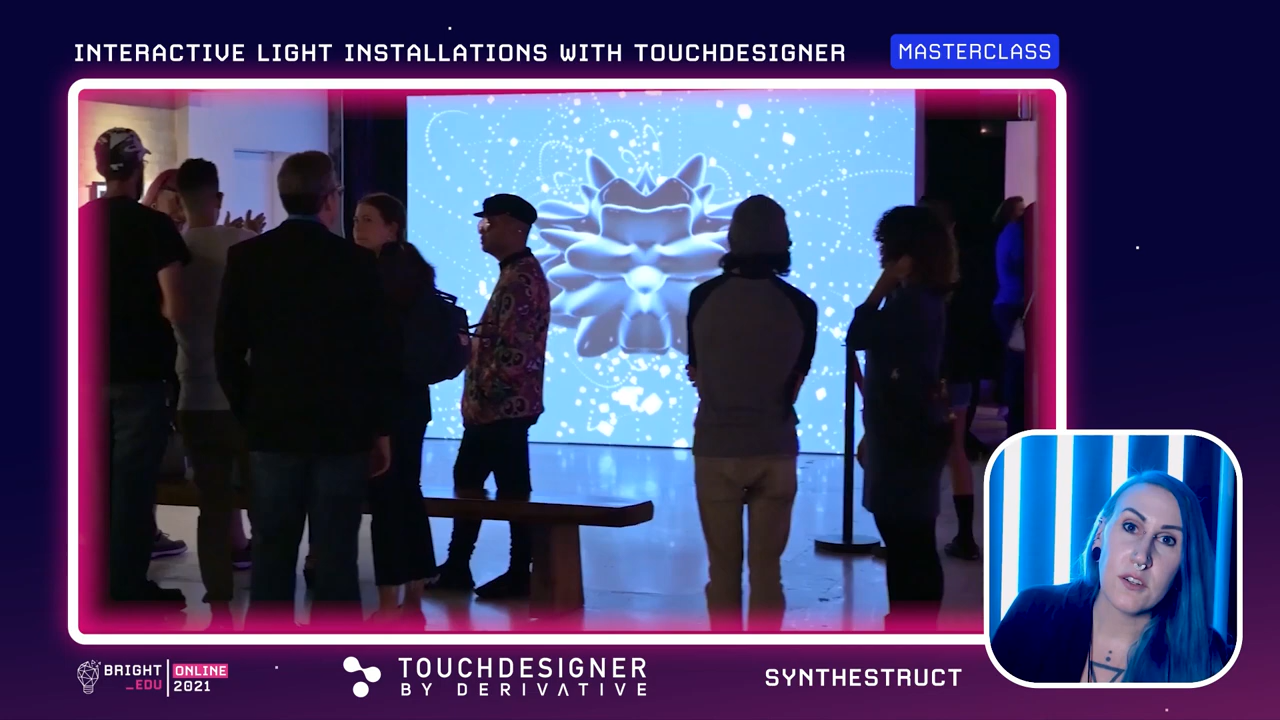 INTERACTIVE LIGHT INSTALLATIONS WITH TOUCHDESIGNER
MASTERCLASS
BRIGHT
_EDU
ONLINE
2021
TOUCHDESIGNER
BY DERIVATIVE
SYNTHESTRUCT